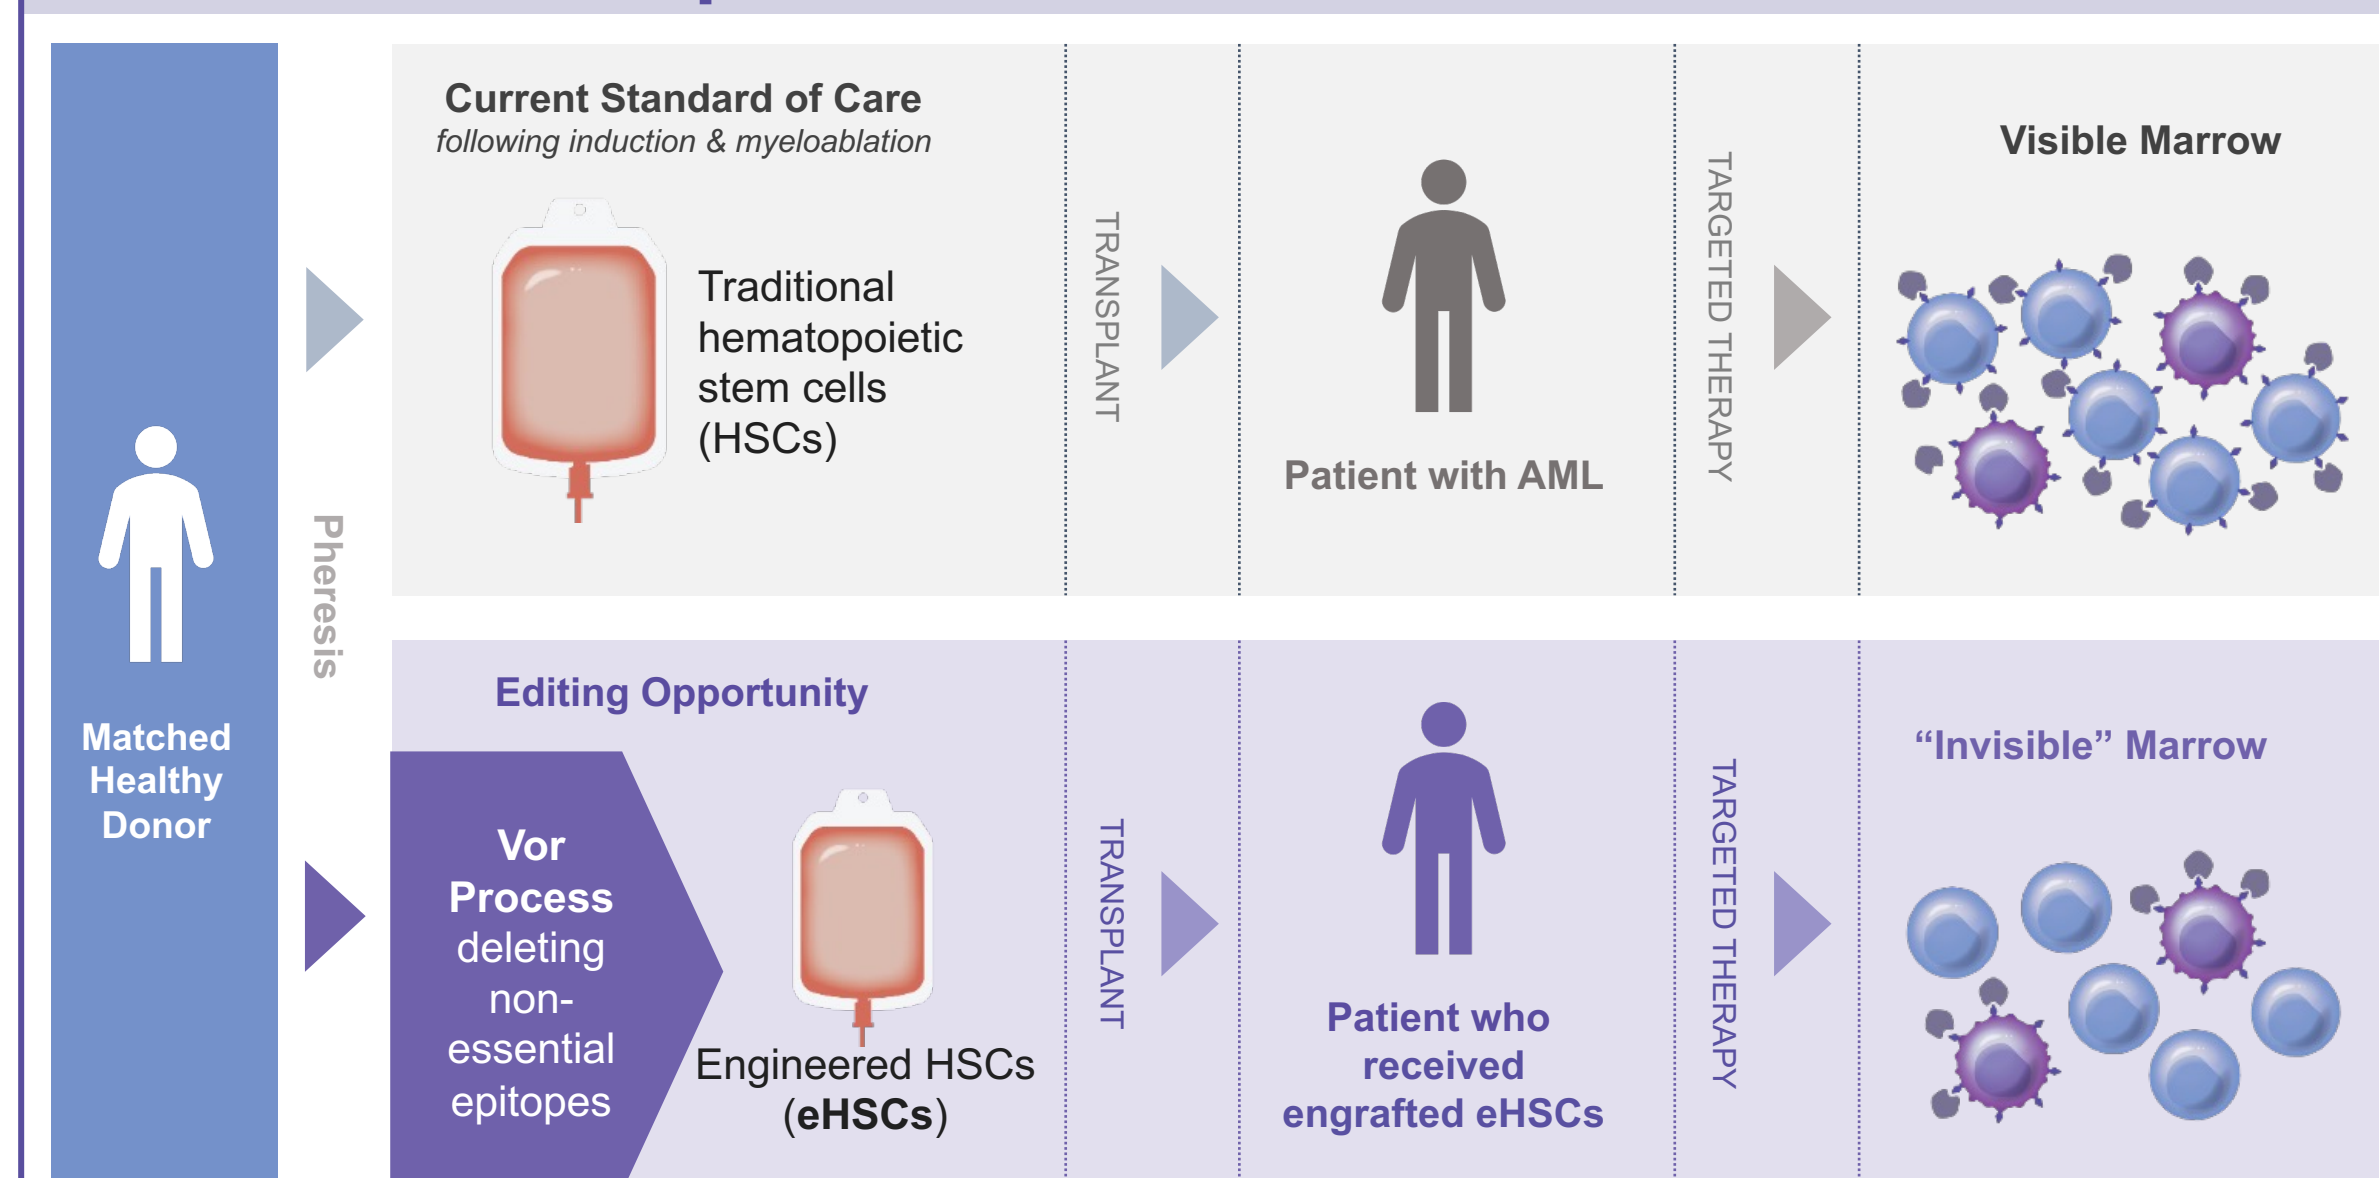 Matched
Healthy
Donor
Pheresis
Current Standard of Care
following induction & myeloablation
Traditional
hematopoietic
stem cells
(HSCs)
TRANSPLANT
Patient with AML
TARGETED THERAPY
Visible Marrow
Editing Opportunity
Vor
Process
deleting
non-
essential
epitopes
Engineered HSCs
(eHSCs)
TRANSPLANT
Patient who
received
engrafted eHSCs
TARGETED THERAPY
“Invisible” Marrow